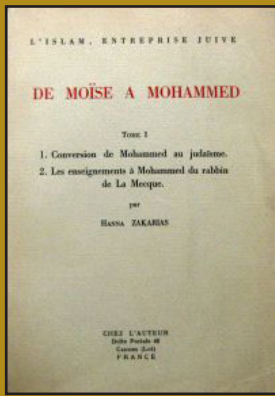 L'ISLAM, ENTREPRISE JUIVE
DE MOÏSE A MOHAMMED
TOME I
1. Conversion de Mohammed au judaïsme.
2. Les enseignements à Mohammed du rabbin
de La Mecque.
par
HANNA ZAKARIAS
CHEZ L'AUTEUR
Boîte Postale 46
Cahors (Lot)
FRANCE